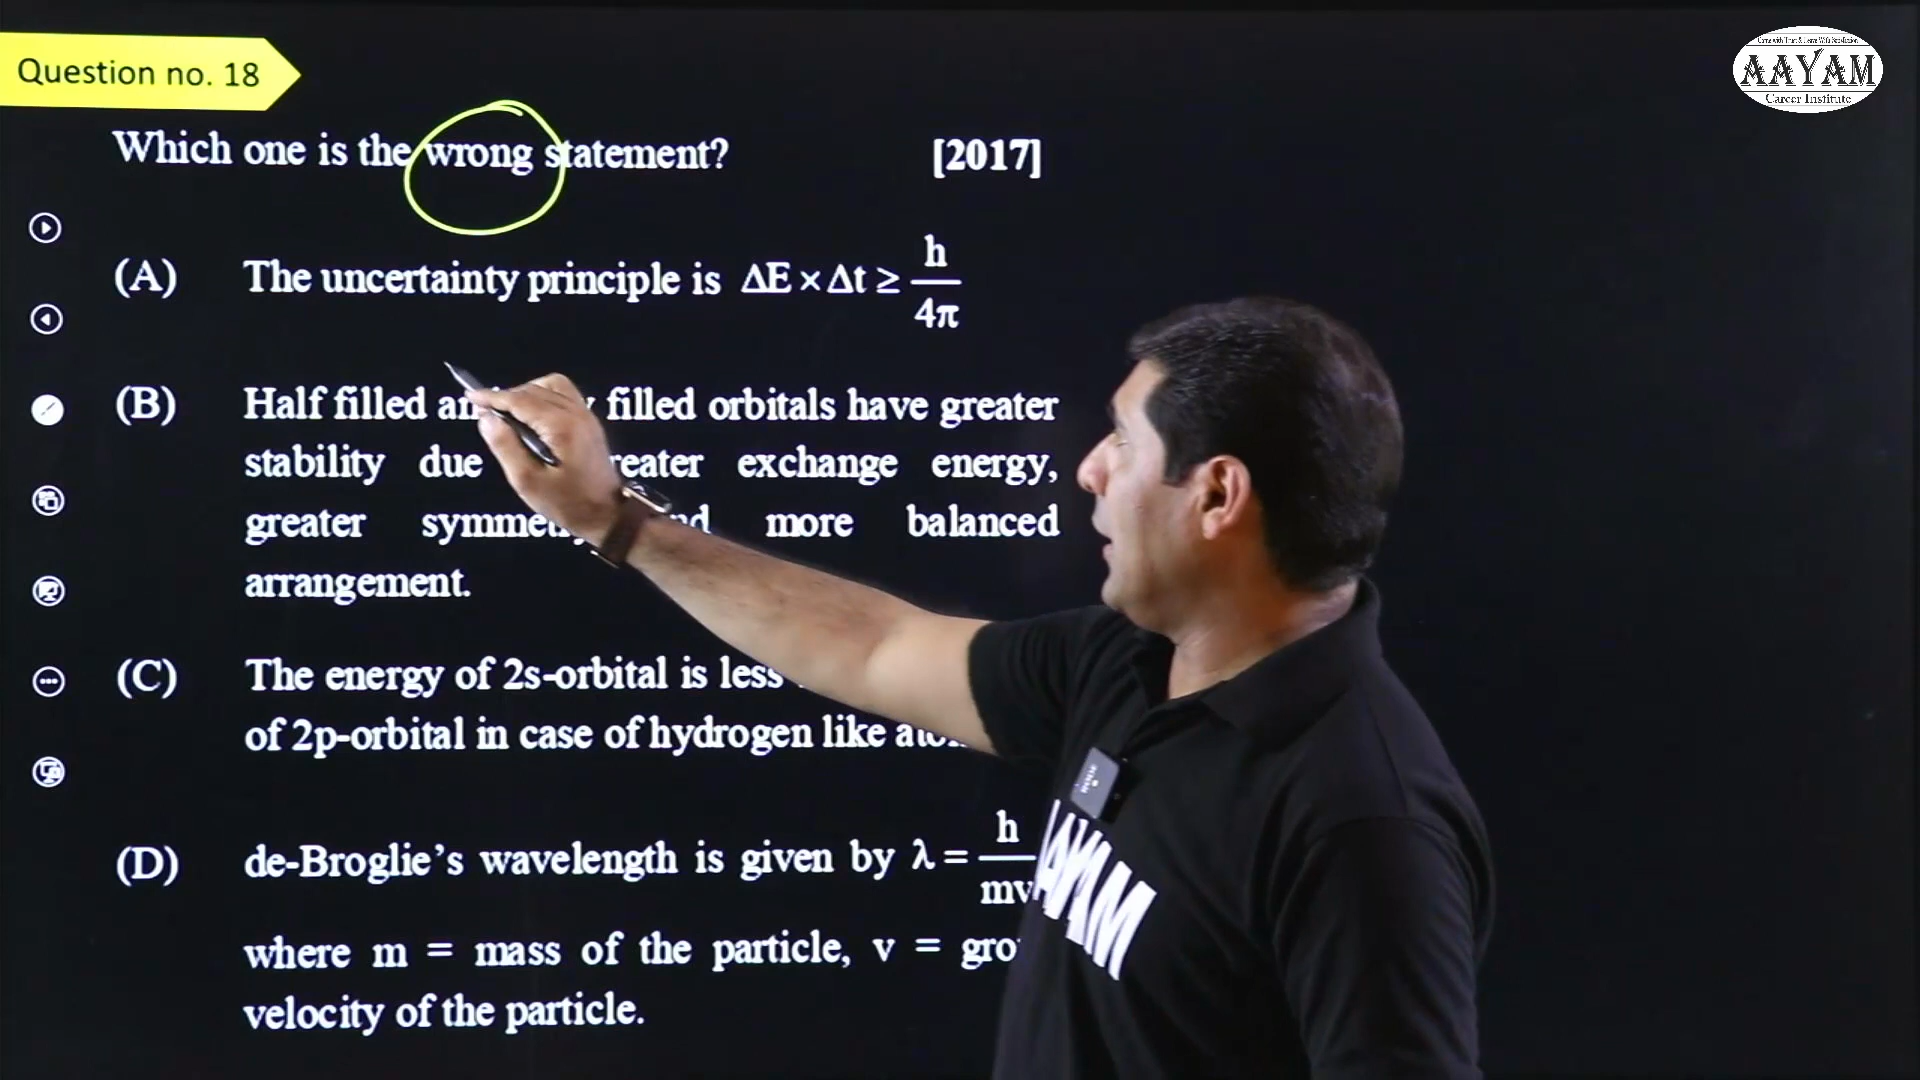 Question no. 18
AAYAM
Career Institute
Which one is the wrong statement? [2017]
(A) The uncertainty principle is ΔE × Δt ≥ h/4π
(B) Half filled filled orbitals have greater
stability due exchange energy,
greater more balanced
arrangement.
(C) The energy of 2s-orbital is less
of 2p-orbital in case of hydrogen like
(D) de-Broglie's wavelength is given by λ = h/mv
where m = mass of the particle, v =
velocity of the particle.
AAYAM